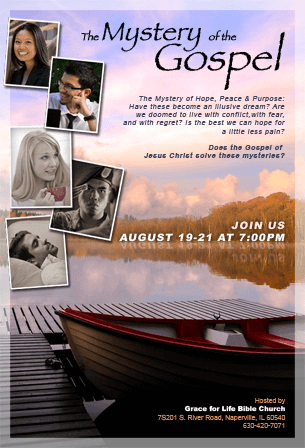 The Mystery of the
Gospel
The Mystery of Hope, Peace & Purpose:
Have these become an illusive dream? Are
we doomed to live with conflict,with fear,
and with regret? Is the best we can hope for
a little less pain?
Does the Gospel of
Jesus Christ solve these mysteries?
JOIN US
AUGUST 19-21 AT 7:00PM
Hosted by
Grace for Life Bible Church
7S201 S. River Road, Naperville, IL 60540
630-420-7071